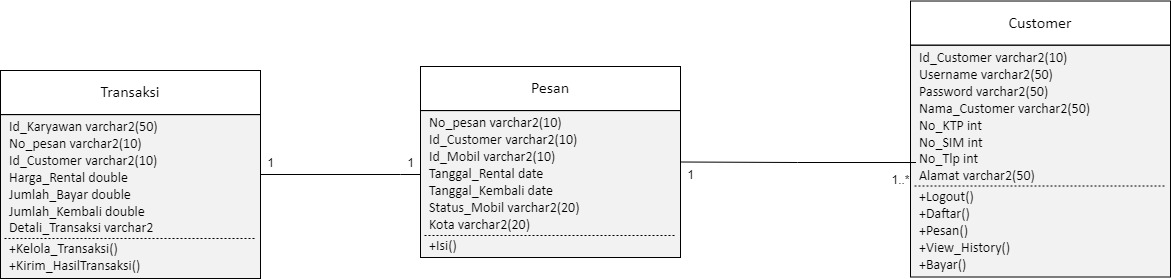 Transaksi
Id_Karyawan varchar2(50)
No_pesan varchar2(10)
Id_Customer varchar2(10)
Harga_Rental double
Jumlah_Bayar double
Jumlah_Kembali double
Detali_Transaksi varchar2
+Kelola_Transaksi()
+Kirim_HasilTransaksi()
1
1
Pesan
No_pesan varchar2(10)
Id_Customer varchar2(10)
Id_Mobil varchar2(10)
Tanggal_Rental date
Tanggal_Kembali date
Status_Mobil varchar2(20)
Kota varchar2(20)
+Isi()
1
1..*
Customer
Id_Customer varchar2(10)
Username varchar2(50)
Password varchar2(50)
Nama_Customer varchar2(50)
No_KTP int
No_SIM int
No_Tlp int
Alamat varchar2(50)
+Logout()
+Daftar()
+Pesan()
+View_History()
+Bayar()